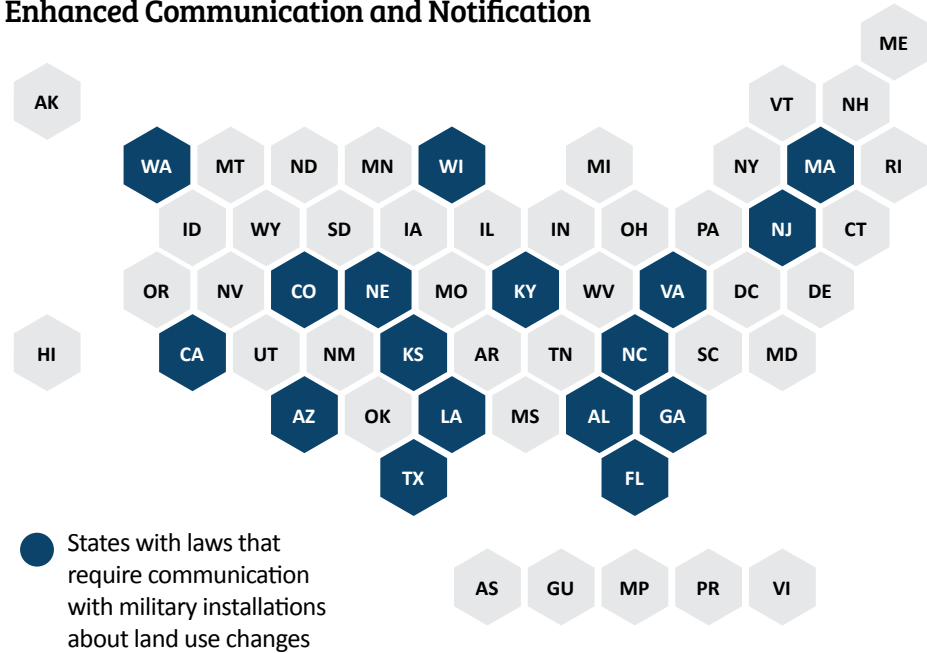 Enhanced Communication and Notification
ME
AK
VT NH
WA MT ND MN WI MI NY MA RI
ID WY SD IA IL IN OH PA NJ CT
OR NV CO NE MO KY WV VA DC DE
HI CA UT NM KS AR TN NC SC MD
AZ OK LA MS AL GA
TX FL
States with laws that
require communication
with military installations
about land use changes
AS GU MP PR VI